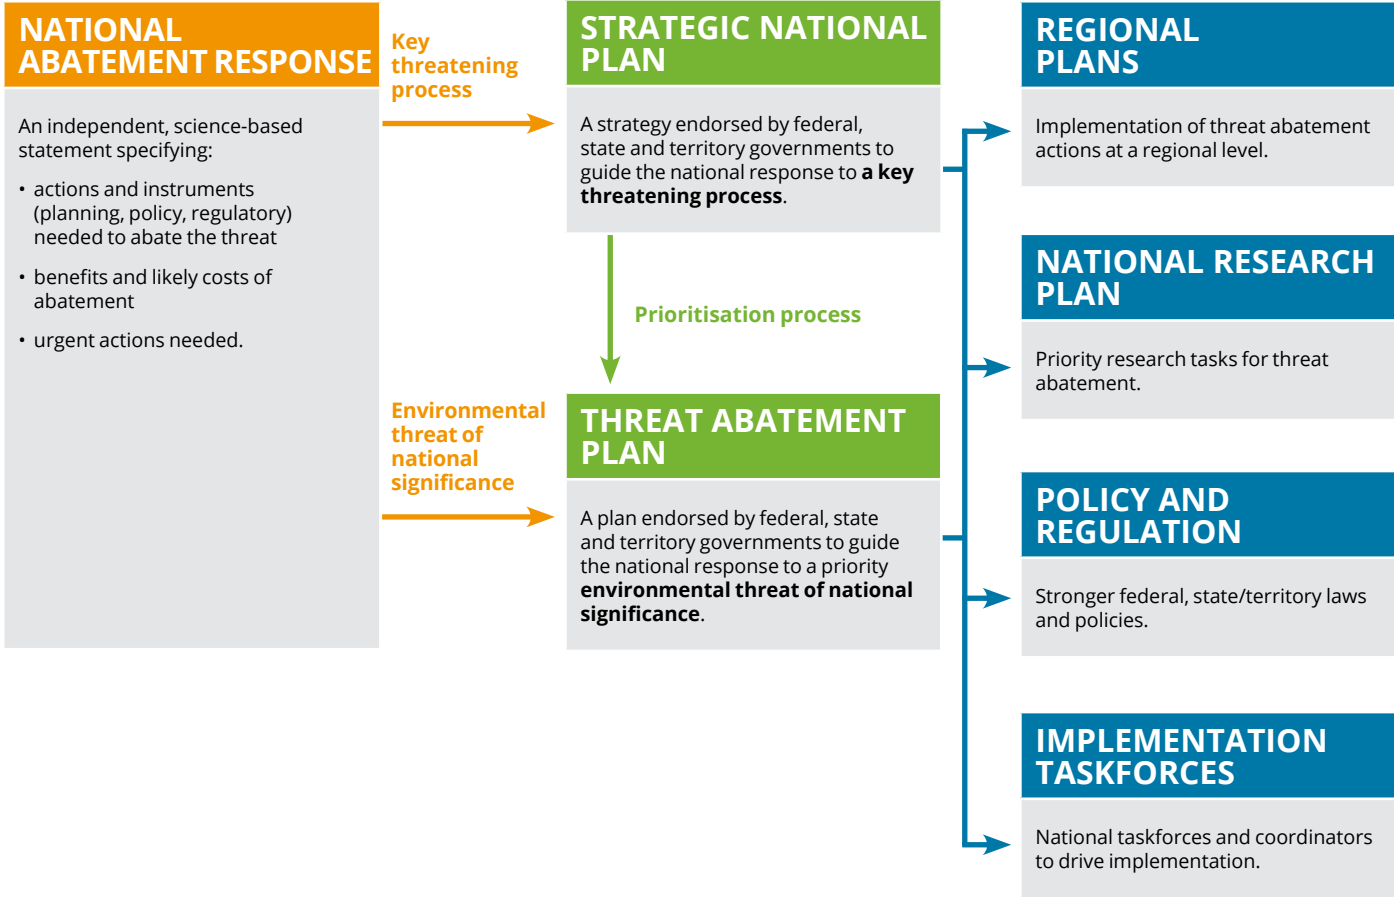 NATIONAL
ABATEMENT RESPONSE
An independent, science-based
statement specifying:
• actions and instruments
(planning, policy, regulatory)
needed to abate the threat
• benefits and likely costs of
abatement
• urgent actions needed.
Key
threatening
process
Environmental
threat of
national
significance
STRATEGIC NATIONAL
PLAN
A strategy endorsed by federal,
state and territory governments to
guide the national response to a key
threatening process.
Prioritisation process
THREAT ABATEMENT
PLAN
A plan endorsed by federal, state
and territory governments to guide
the national response to a priority
environmental threat of national
significance.
REGIONAL
PLANS
Implementation of threat abatement
actions at a regional level.
NATIONAL RESEARCH
PLAN
Priority research tasks for threat
abatement.
POLICY AND
REGULATION
Stronger federal, state/territory laws
and policies.
IMPLEMENTATION
TASKFORCES
National taskforces and coordinators
to drive implementation.